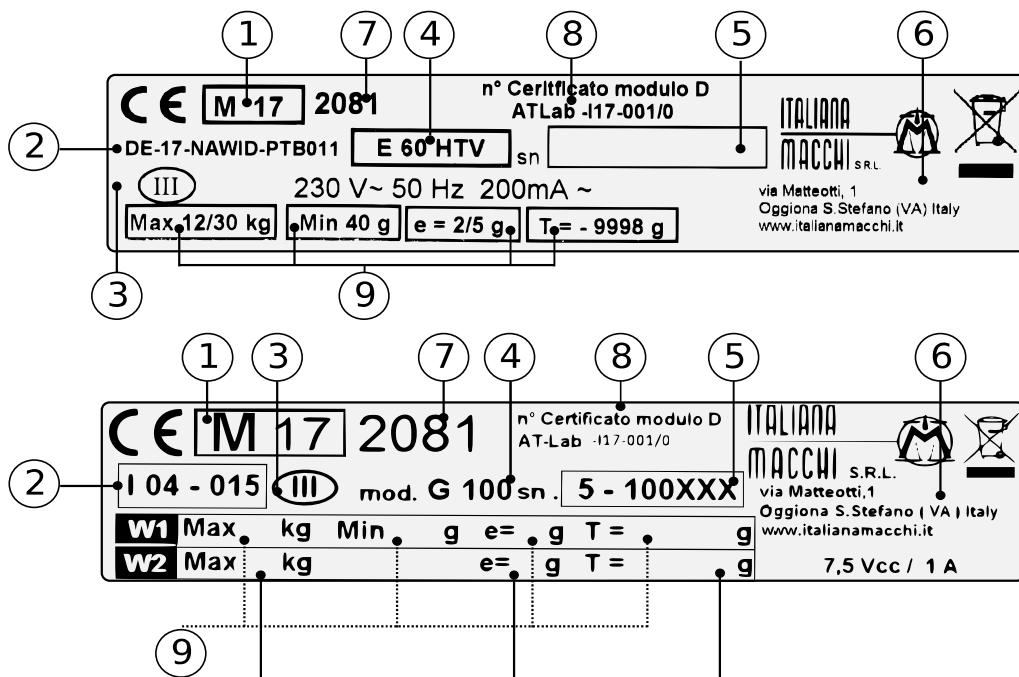 1 7 4 8 5 6
CE M 17 2081 n° Ceritficato modulo D
ATLab -I17-001/0
ITALIANA
MACCHI S.R.L.
2 DE-17-NAWID-PTB011 E 60 HTV sn
III 230 V~ 50 Hz 200mA ~
via Matteotti, 1
Oggiona S.Stefano (VA) Italy
www.italianamacchi.it
Max 12/30 kg Min 40 g e = 2/5 g T = - 9998 g
3 9
1 3 7 4 8 5 6
CE M 17 2081 n° Certificato modulo D
AT-Lab -I17-001/0
ITALIANA
MACCHI S.R.L.
2 I 04 - 015 III mod. G 100 sn . 5 - 100XXX
via Matteotti,1
Oggiona S.Stefano ( VA ) Italy
www.italianamacchi.it
W1 Max kg Min g e= g T = g
W2 Max kg e= g T = g
7,5 Vcc / 1 A
9